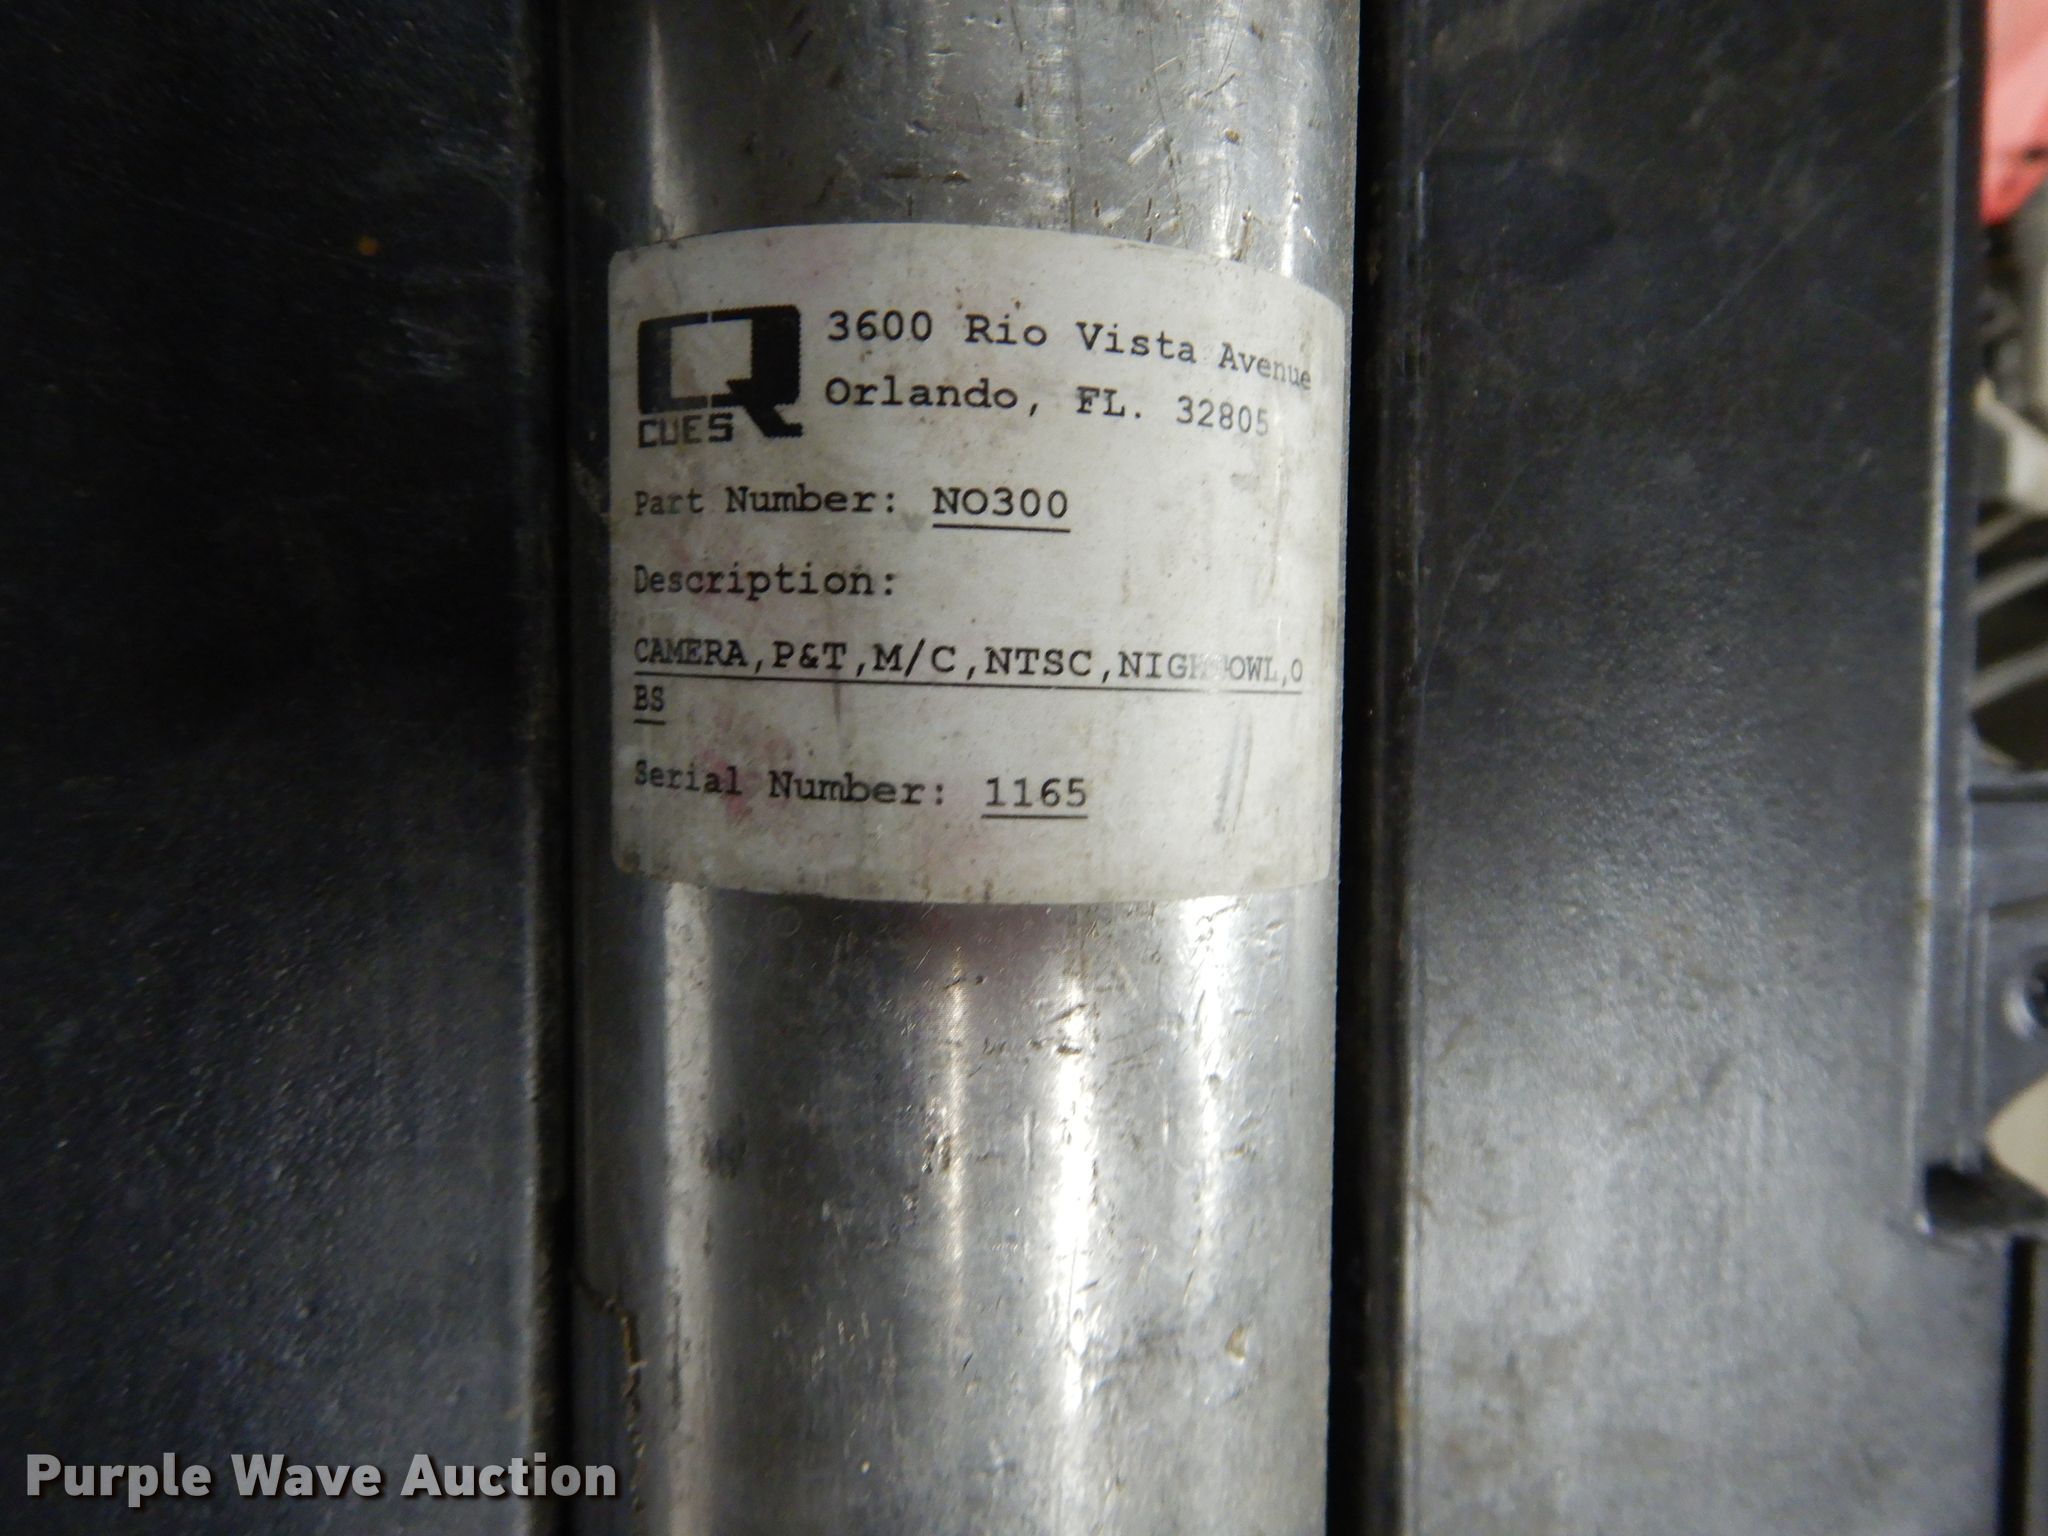 3600 Rio Vista Avenue
Orlando, FL. 32805
CUES
Part Number: NO300
Description:
CAMERA,P&T,M/C,NTSC,NIGHTOWL,O
BS
Serial Number: 1165
Purple Wave Auction